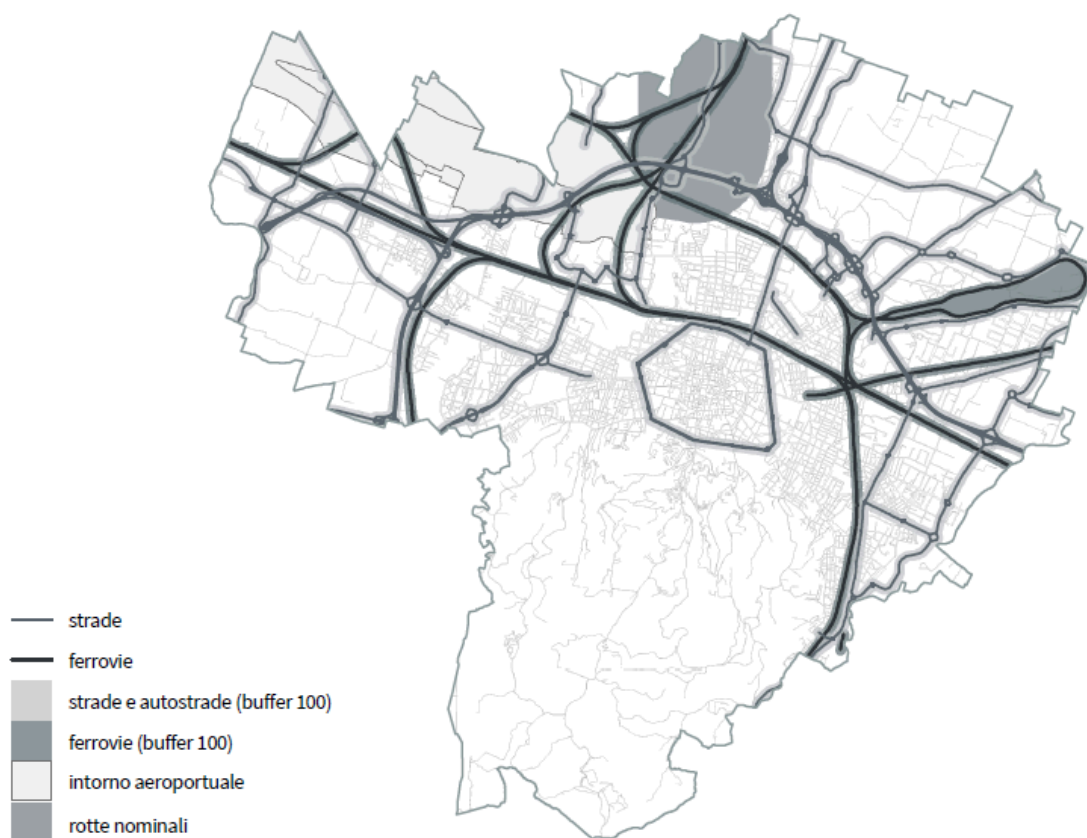 strade
ferrovie
strade e autostrade (buffer 100)
ferrovie (buffer 100)
intorno aeroportuale
rotte nominali